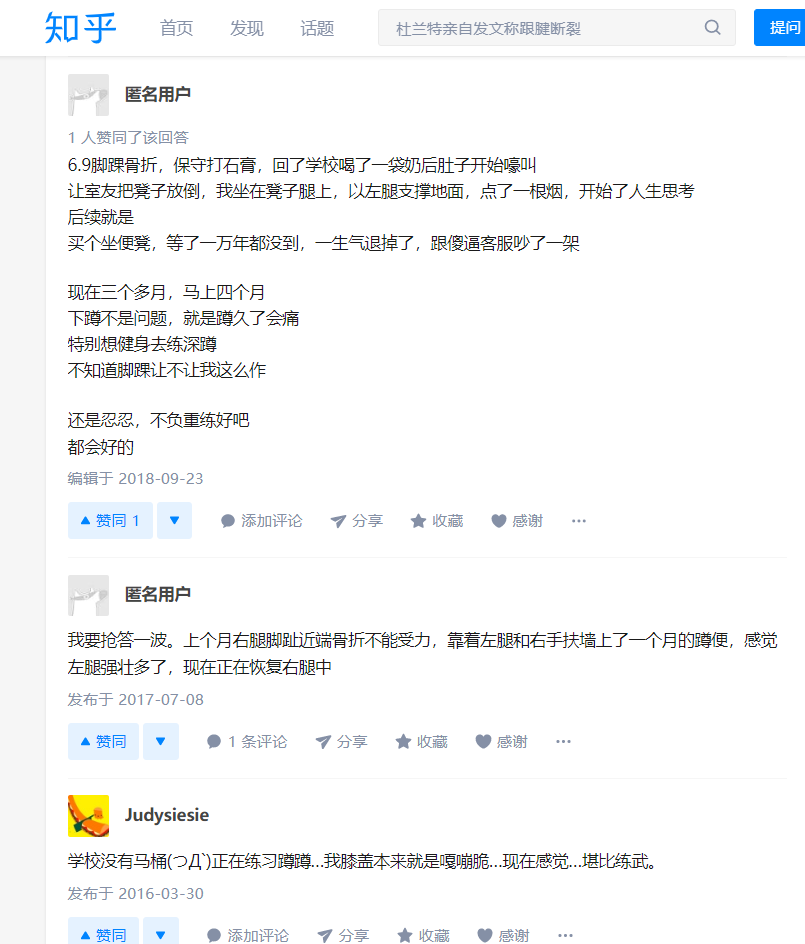 知乎 首页 发现 话题 杜兰特亲自发文称跟腱断裂 提问
匿名用户
1 人赞同了该回答
6.9脚踝骨折，保守打石膏，回了学校喝了一袋奶后肚子开始嚎叫
让室友把凳子放倒，我坐在凳子腿上，以左腿支撑地面，点了一根烟，开始了人生思考
后续就是
买个坐便凳，等了一万年都没到，一生气退掉了，跟傻逼客服吵了一架
现在三个多月，马上四个月
下蹲不是问题，就是蹲久了会痛
特别想健身去练深蹲
不知道脚踝让不让我这么作
还是忍忍，不负重练好吧
都会好的
编辑于 2018-09-23
赞同 1 添加评论 分享 收藏 感谢
匿名用户
我要抢答一波。上个月右腿脚趾近端骨折不能受力，靠着左腿和右手扶墙上了一个月的蹲便，感觉
左腿强壮多了，现在正在恢复右腿中
发布于 2017-07-08
赞同 1 条评论 分享 收藏 感谢
Judysiesie
学校没有马桶(つД`)正在练习蹲蹲...我膝盖本来就是嘎嘣脆...现在感觉...堪比练武。
发布于 2016-03-30
赞同 添加评论 分享 收藏 感谢